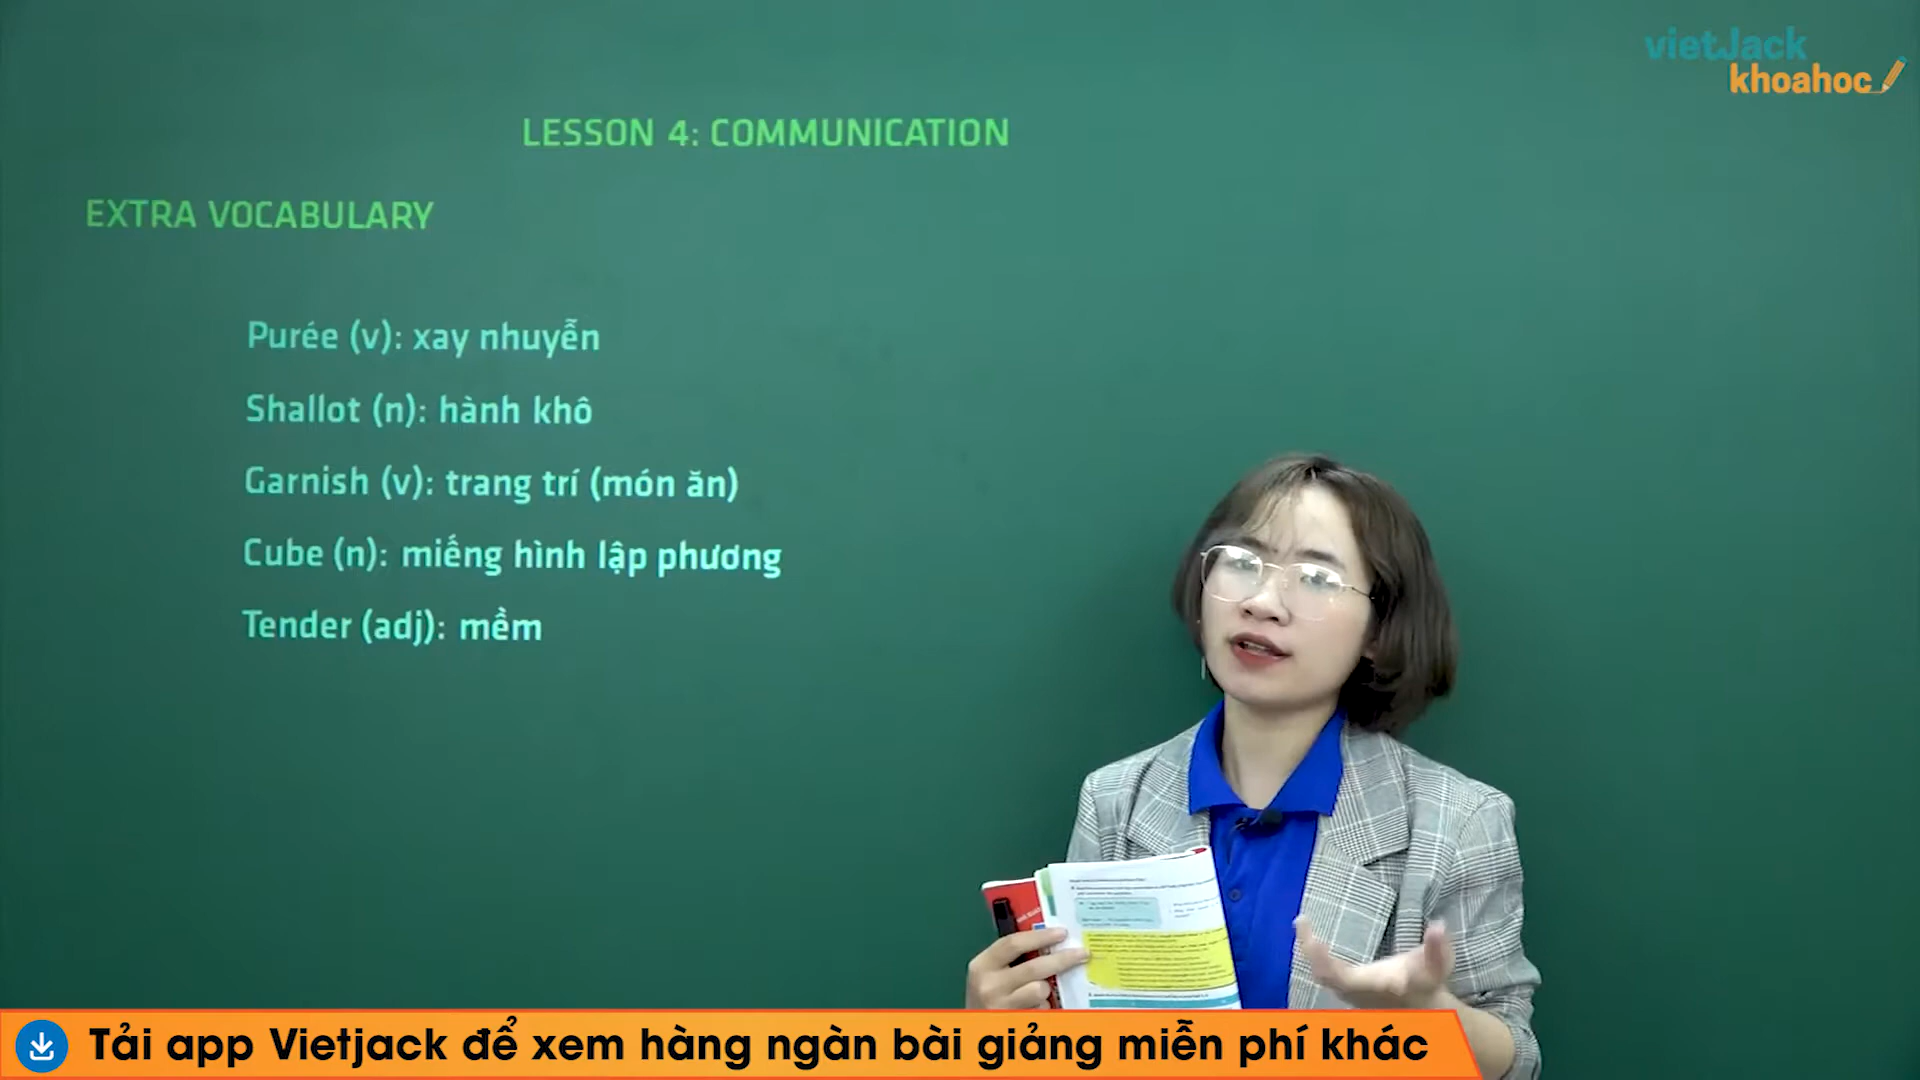 vietJack
khoahoc
LESSON 4: COMMUNICATION
EXTRA VOCABULARY
Purée (v): xay nhuyễn
Shallot (n): hành khô
Garnish (v): trang trí (món ăn)
Cube (n): miếng hình lập phương
Tender (adj): mềm
Tải app Vietjack để xem hàng ngàn bài giảng miễn phí khác